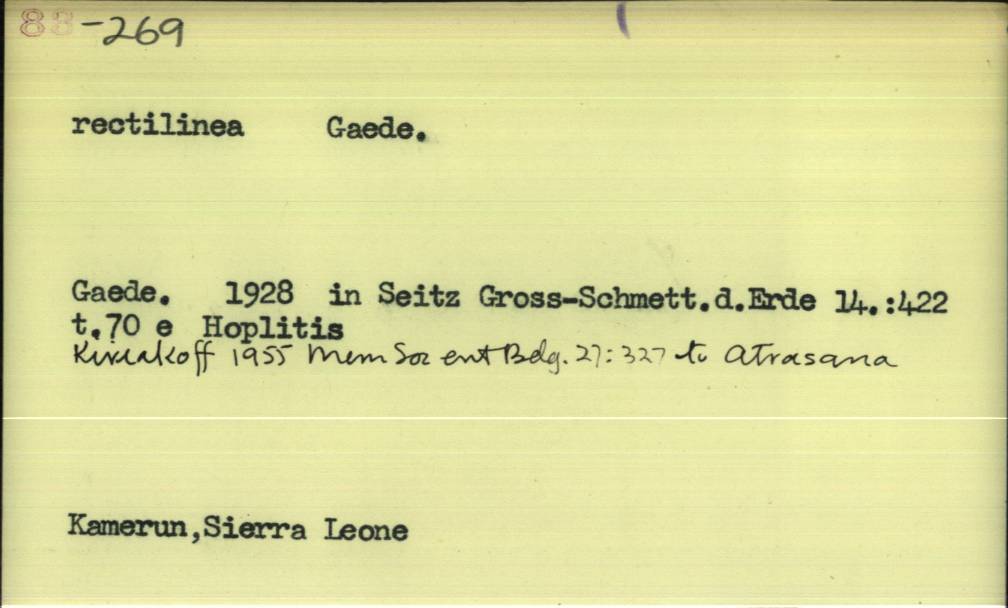 88-269
rectilinea Gaede.
Gaede. 1928 in Seitz Gross-Schmett.d.Erde 14.:422
t.70 e Hoplitis
Kiriakoff 1955 Mem Soc ent Belg. 27:327 to Atrasana
Kamerun,Sierra Leone